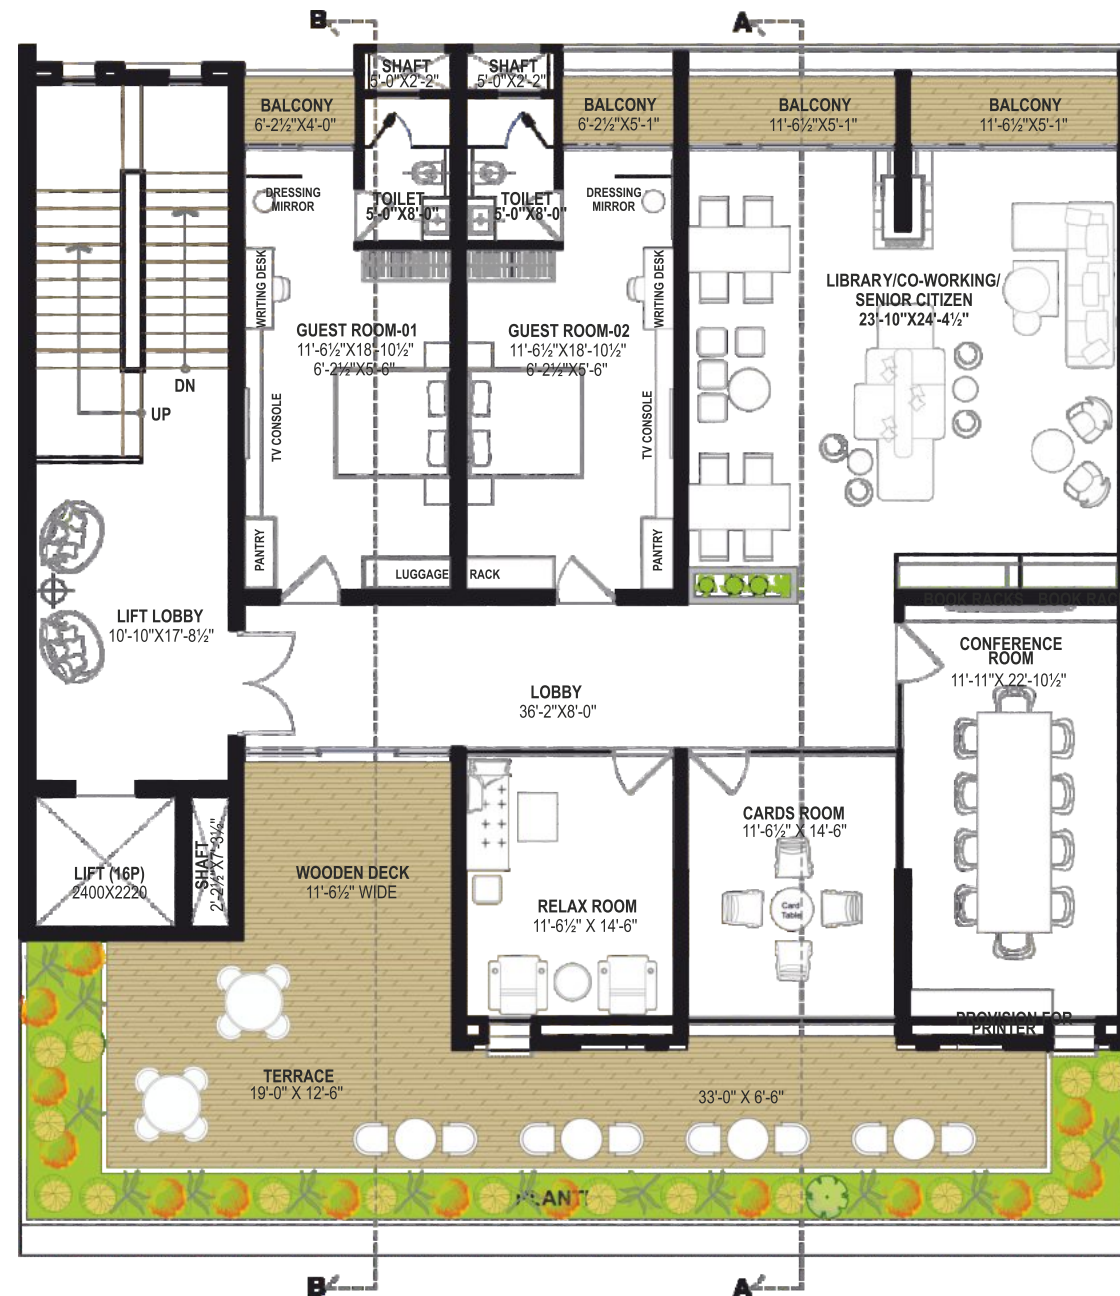 B
A
SHAFT
5'-0"X2'-2"
SHAFT
5'-0"X2'-2"
BALCONY
6'-2½"X4'-0"
BALCONY
6'-2½"X5'-1"
BALCONY
11'-6½"X5'-1"
BALCONY
11'-6½"X5'-1"
DRESSING
MIRROR
TOILET
5'-0"X8'-0"
TOILET
5'-0"X8'-0"
DRESSING
MIRROR
WRITING DESK
WRITING DESK
LIBRARY/CO-WORKING/
SENIOR CITIZEN
23'-10"X24'-4½"
GUEST ROOM-01
11'-6½"X18'-10½"
6'-2½"X5'-6"
GUEST ROOM-02
11'-6½"X18'-10½"
6'-2½"X5'-6"
DN
UP
TV CONSOLE
TV CONSOLE
PANTRY
PANTRY
LUGGAGE RACK
BOOK RACKS
BOOK RAC
LIFT LOBBY
10'-10"X17'-8½"
CONFERENCE
ROOM
11'-11"X 22'-10½"
LOBBY
36'-2"X8'-0"
CARDS ROOM
11'-6½" X 14'-6"
LIFT (16P)
2400X2220
SHAFT
2'-2½"X7'-3½"
WOODEN DECK
11'-6½" WIDE
RELAX ROOM
11'-6½" X 14'-6"
Card
Table
PROVISION FOR
PRINTER
TERRACE
19'-0" X 12'-6"
33'-0" X 6'-6"
B
A